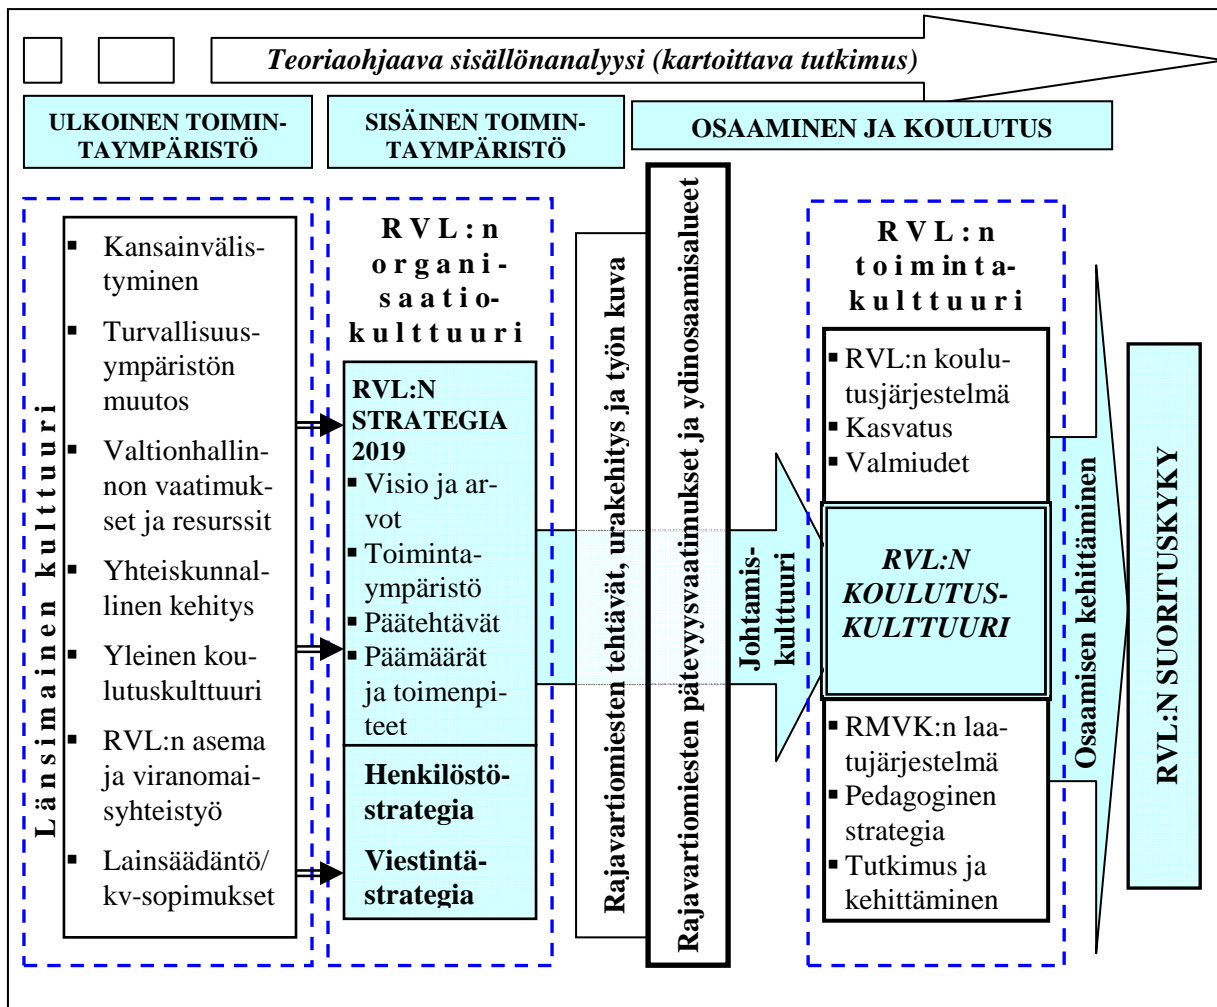 Teoriaohjaava sisällönanalyysi (kartoittava tutkimus)
ULKOINEN TOIMIN-
TAYMPÄRISTÖ
SISÄINEN TOIMIN-
TAYMPÄRISTÖ
OSAAMINEN JA KOULUTUS
Länsimainen kulttuuri
▪ Kansainvälis-
tyminen
▪ Turvallisuus-
ympäristön
muutos
▪ Valtionhallin-
non vaatimuk-
set ja resurssit
▪ Yhteiskunnal-
linen kehitys
▪ Yleinen kou-
lutuskulttuuri
▪ RVL:n asema
ja viranomai-
syhteistyö
▪ Lainsäädäntö/
kv-sopimukset
RVL:n
organi-
saatio-
kulttuuri
RVL:N
STRATEGIA
2019
▪ Visio ja ar-
vot
▪ Toiminta-
ympäristö
▪ Päätehtävät
▪ Päämäärät
ja toimenpi-
teet
Henkilöstö-
strategia
Viestintä-
strategia
Rajavartiomiesten tehtävät, urakehitys ja työn kuva
Rajavartiomiesten pätevyysvaatimukset ja ydinosaamisalueet
Johtamis-
kulttuuri
RVL:n
toiminta-
kulttuuri
▪ RVL:n koulu-
tusjärjestelmä
▪ Kasvatus
▪ Valmiudet
RVL:N
KOULUTUS-
KULTTUURI
▪ RMVK:n laa-
tujärjestelmä
▪ Pedagoginen
strategia
▪ Tutkimus ja
kehittäminen
Osaamisen kehittäminen
RVL:N SUORITUSKYKY